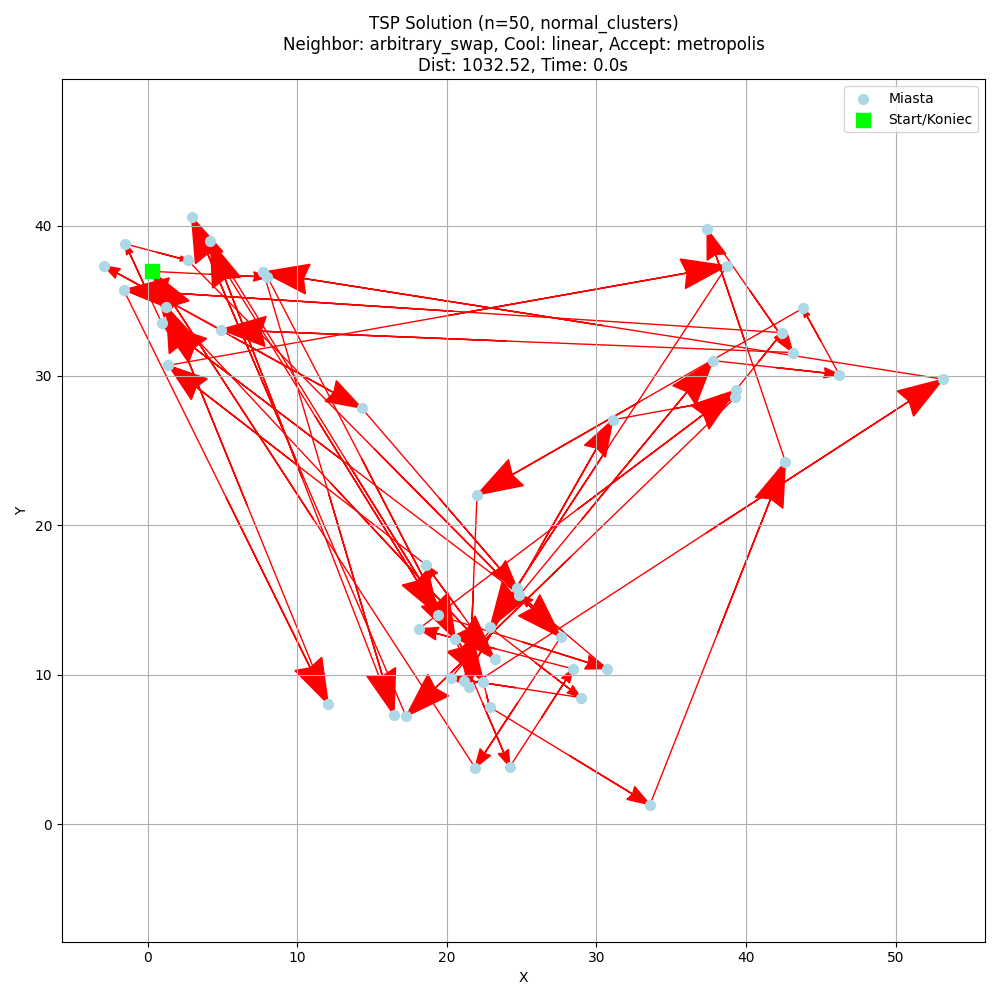 TSP Solution (n=50, normal_clusters)
Neighbor: arbitrary_swap, Cool: linear, Accept: metropolis
Dist: 1032.52, Time: 0.0s
Miasta
Start/Koniec
40
30
20
10
0
Y
0 10 20 30 40 50
X